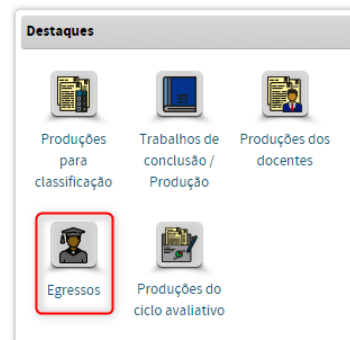 Destaques
Produções
para
classificação
Trabalhos de
conclusão /
Produção
Produções dos
docentes
Egressos
Produções do
ciclo avaliativo